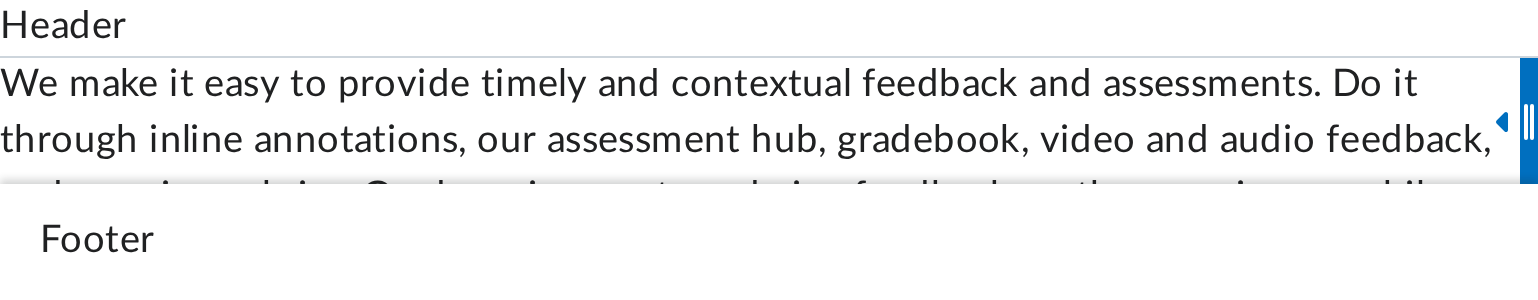 Header
We make it easy to provide timely and contextual feedback and assessments. Do it
through inline annotations, our assessment hub, gradebook, video and audio feedback,
Footer